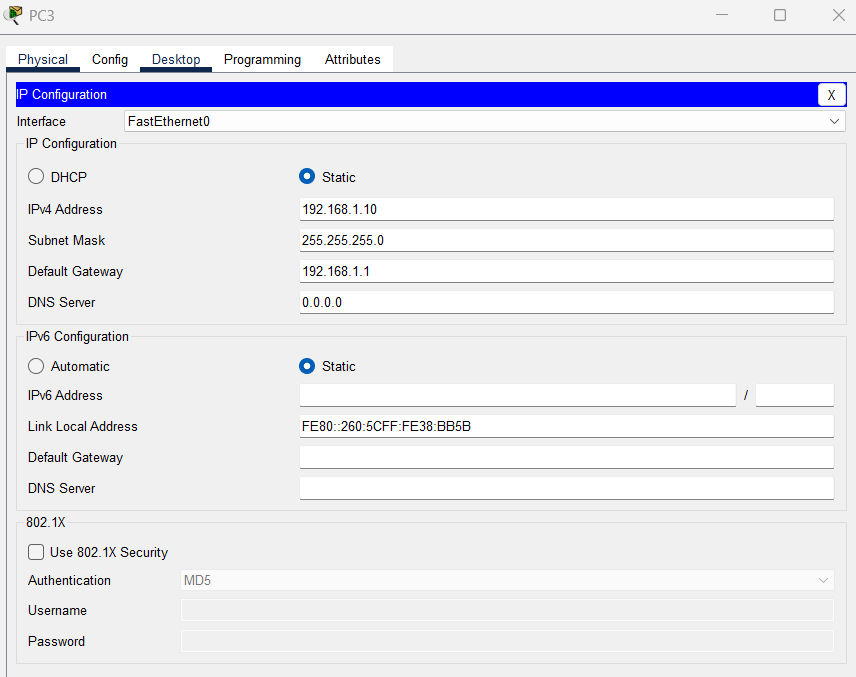 PC3
Physical Config Desktop Programming Attributes
IP Configuration X
Interface FastEthernet0
IP Configuration
DHCP Static
IPv4 Address 192.168.1.10
Subnet Mask 255.255.255.0
Default Gateway 192.168.1.1
DNS Server 0.0.0.0
IPv6 Configuration
Automatic Static
IPv6 Address /
Link Local Address FE80::260:5CFF:FE38:BB5B
Default Gateway
DNS Server
802.1X
Use 802.1X Security
Authentication MD5
Username
Password